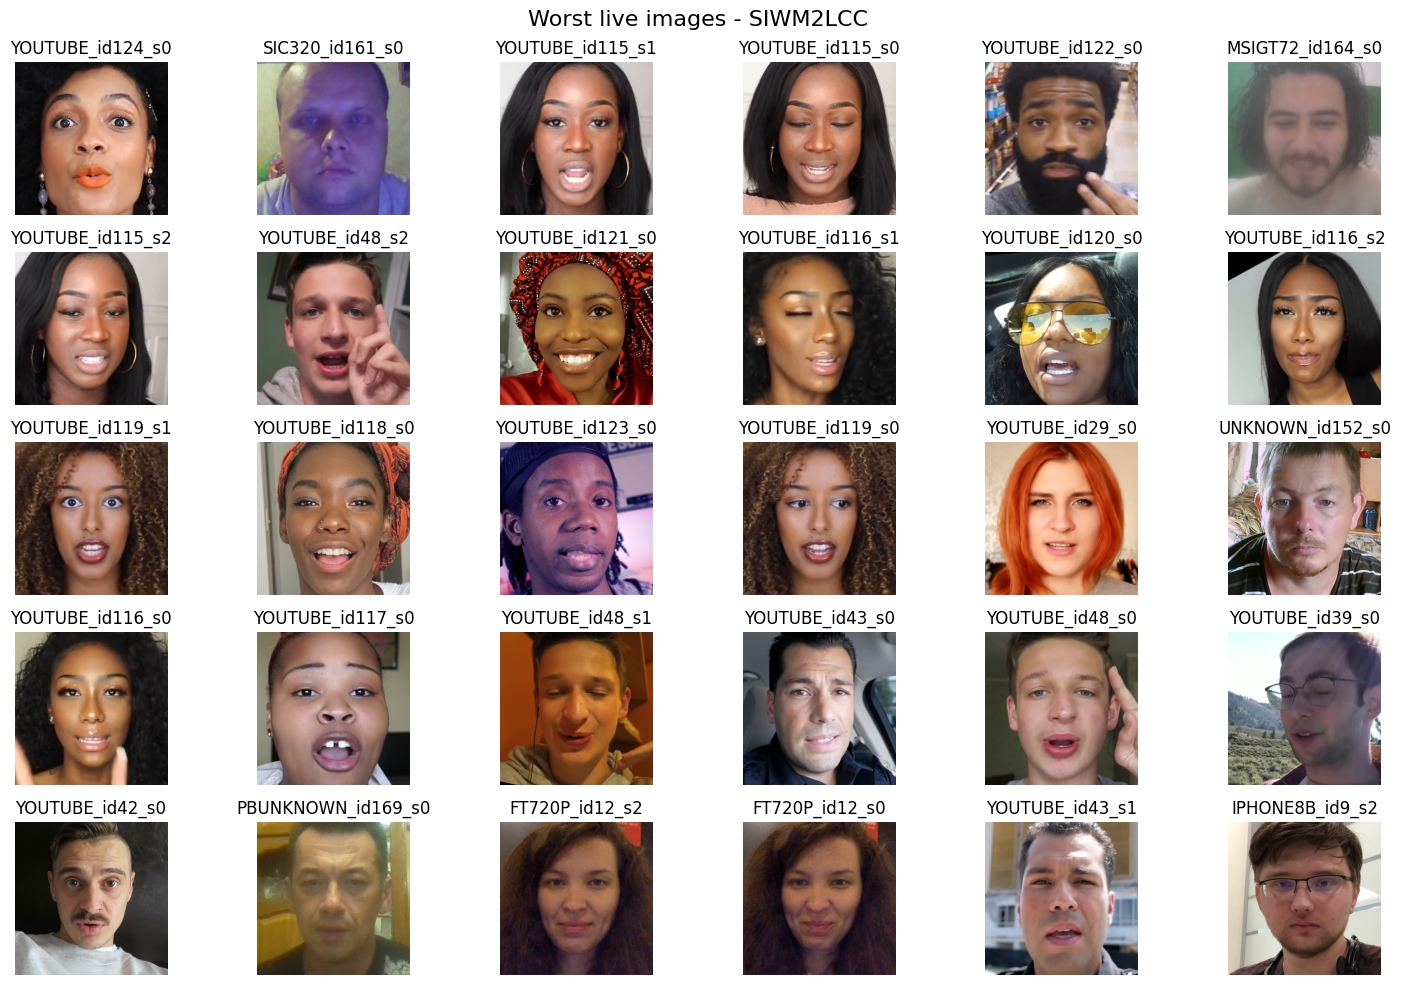 Worst live images - SIWM2LCC
YOUTUBE_id124_s0 SIC320_id161_s0 YOUTUBE_id115_s1 YOUTUBE_id115_s0 YOUTUBE_id122_s0 MSIGT72_id164_s0
YOUTUBE_id115_s2 YOUTUBE_id48_s2 YOUTUBE_id121_s0 YOUTUBE_id116_s1 YOUTUBE_id120_s0 YOUTUBE_id116_s2
YOUTUBE_id119_s1 YOUTUBE_id118_s0 YOUTUBE_id123_s0 YOUTUBE_id119_s0 YOUTUBE_id29_s0 UNKNOWN_id152_s0
YOUTUBE_id116_s0 YOUTUBE_id117_s0 YOUTUBE_id48_s1 YOUTUBE_id43_s0 YOUTUBE_id48_s0 YOUTUBE_id39_s0
YOUTUBE_id42_s0 PBUNKNOWN_id169_s0 FT720P_id12_s2 FT720P_id12_s0 YOUTUBE_id43_s1 IPHONE8B_id9_s2